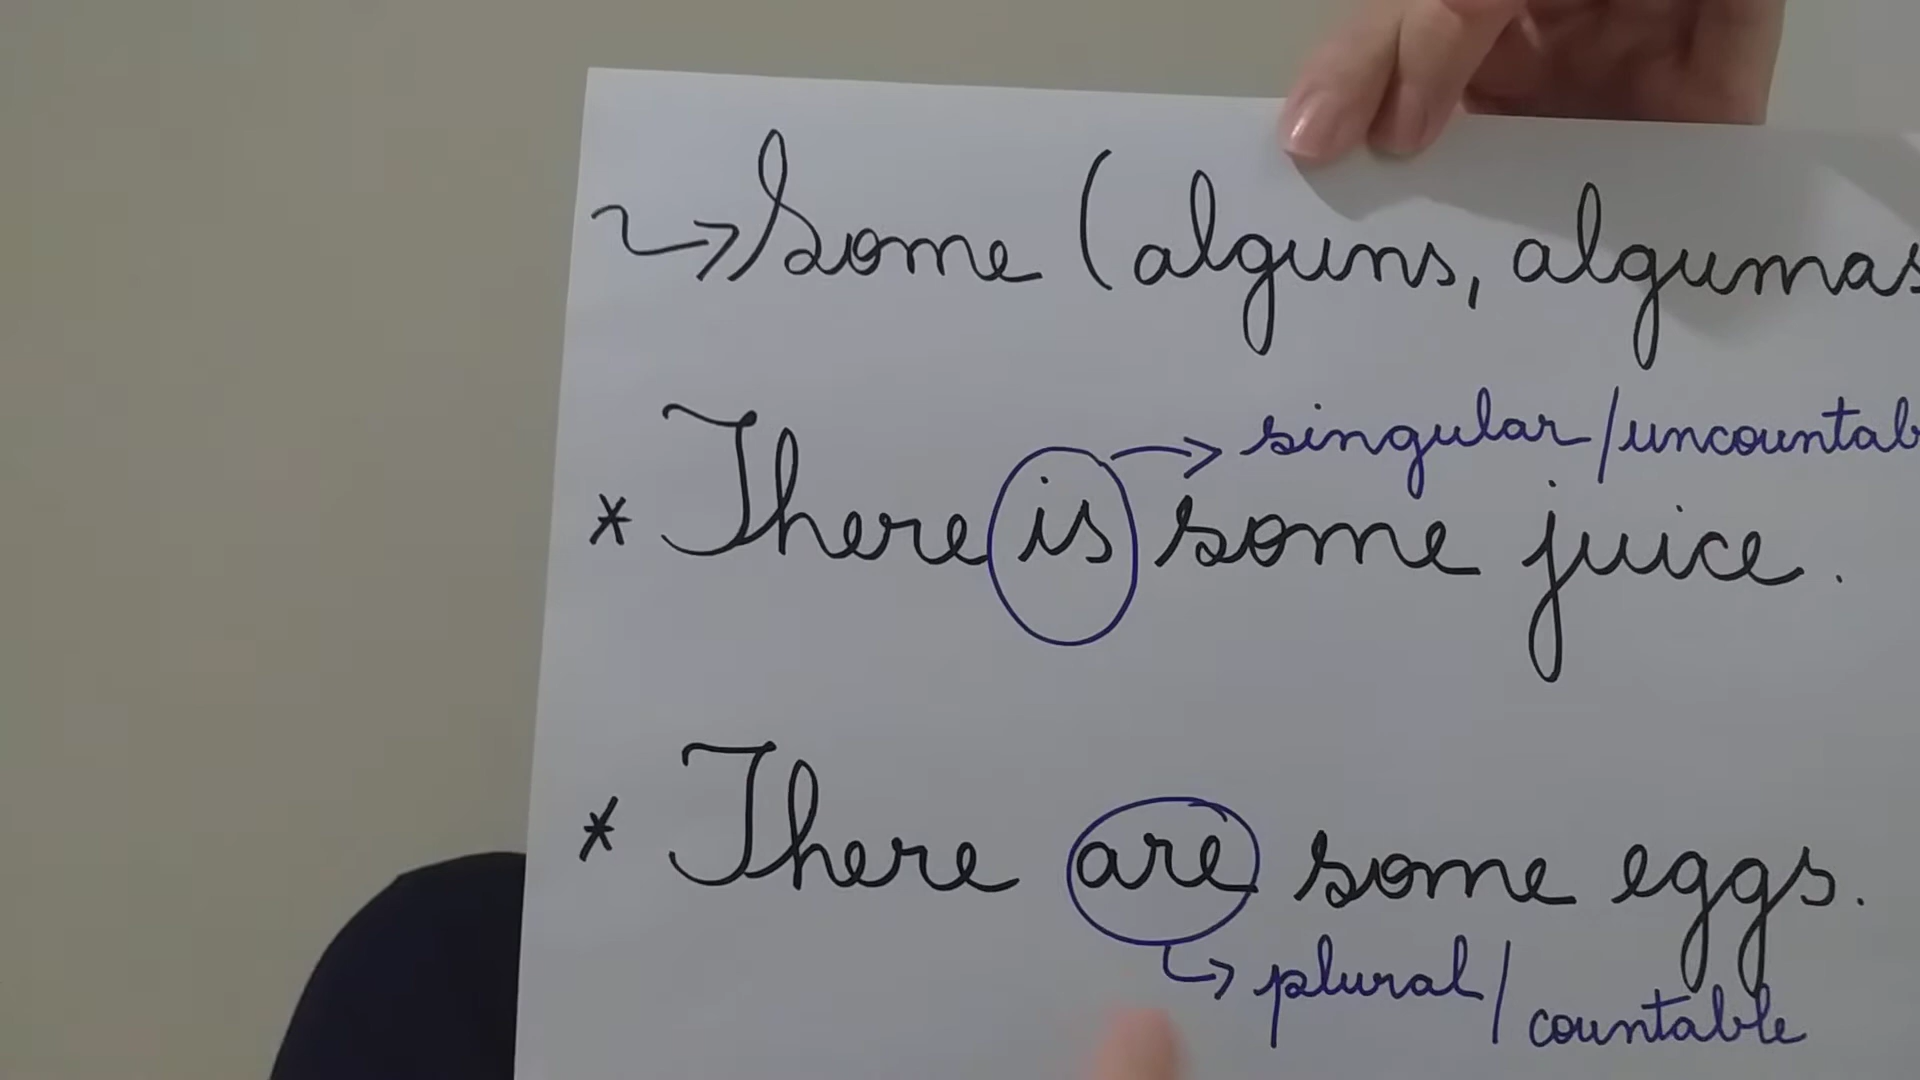 Some (alguns, algumas
singular/uncountab
* There is some juice.
* There are some eggs.
plural/
countable